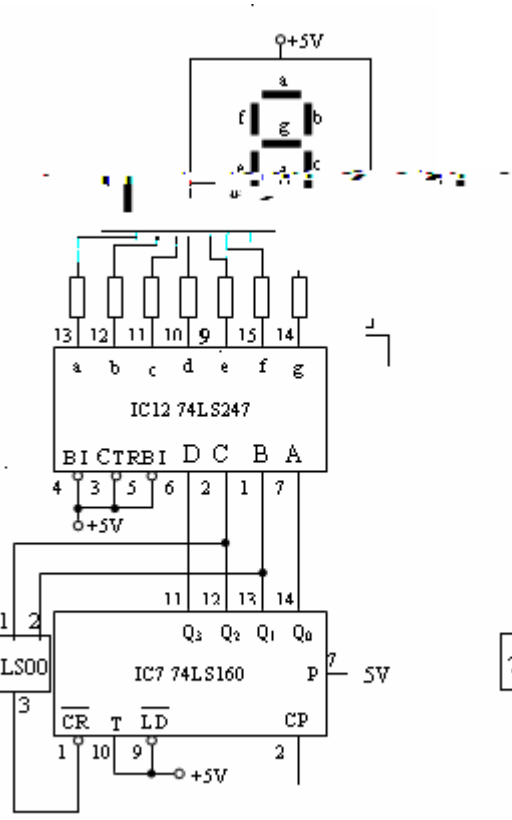 +5V
a
f b
g
e c
13 12 11 10 9 15 14
a b c d e f g
IC12 74LS247
BI CTRBI D C B A
4 3 5 6 2 1 7
+5V
11 12 13 14
1 2
Q3 Q2 Q1 Q0
LS00
IC7 74LS160
P 7 5V
3
CR T LD CP
1 10 9 2
+5V